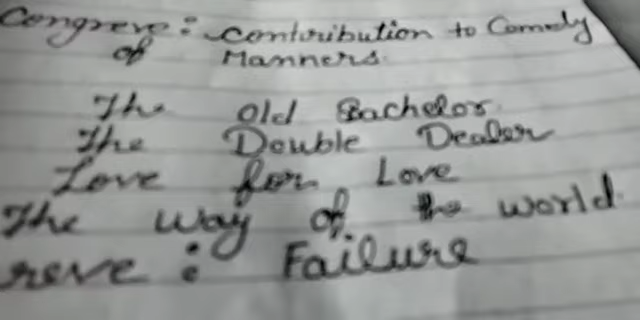 Congreve: Contribution to Comedy
of Manners.
The Old Bachelor.
The Double Dealer
Love for Love
The way of the world.
reve: Failure